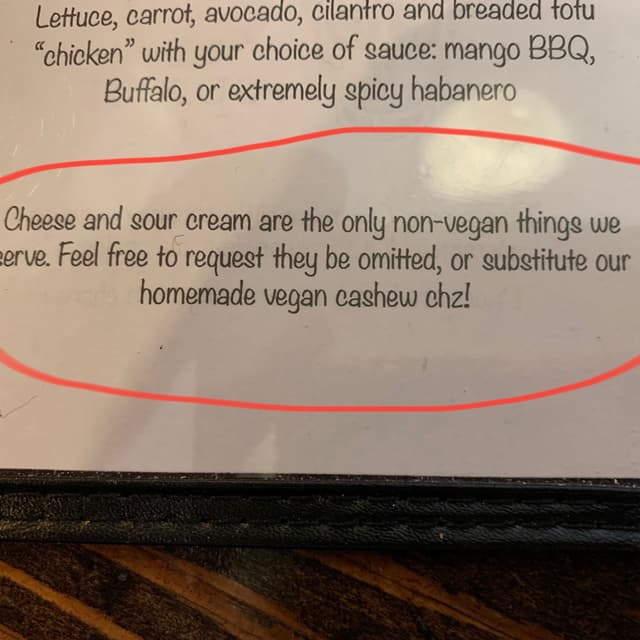 Lettuce, carrot, avocado, cilantro and breaded tofu
“chicken” with your choice of sauce: mango BBQ,
Buffalo, or extremely spicy habanero
Cheese and sour cream are the only non-vegan things we
serve. Feel free to request they be omitted, or substitute our
homemade vegan cashew chz!